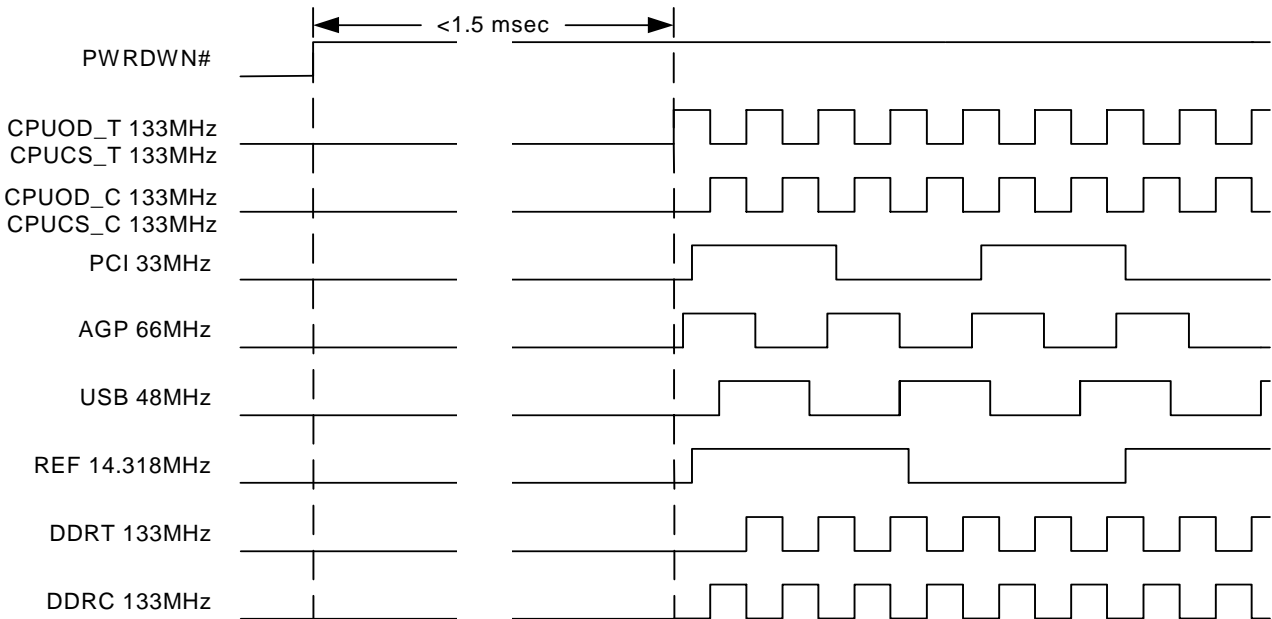 <1.5 msec
PWRDWN#
CPUOD_T 133MHz
CPUCS_T 133MHz
CPUOD_C 133MHz
CPUCS_C 133MHz
PCI 33MHz
AGP 66MHz
USB 48MHz
REF 14.318MHz
DDRT 133MHz
DDRC 133MHz